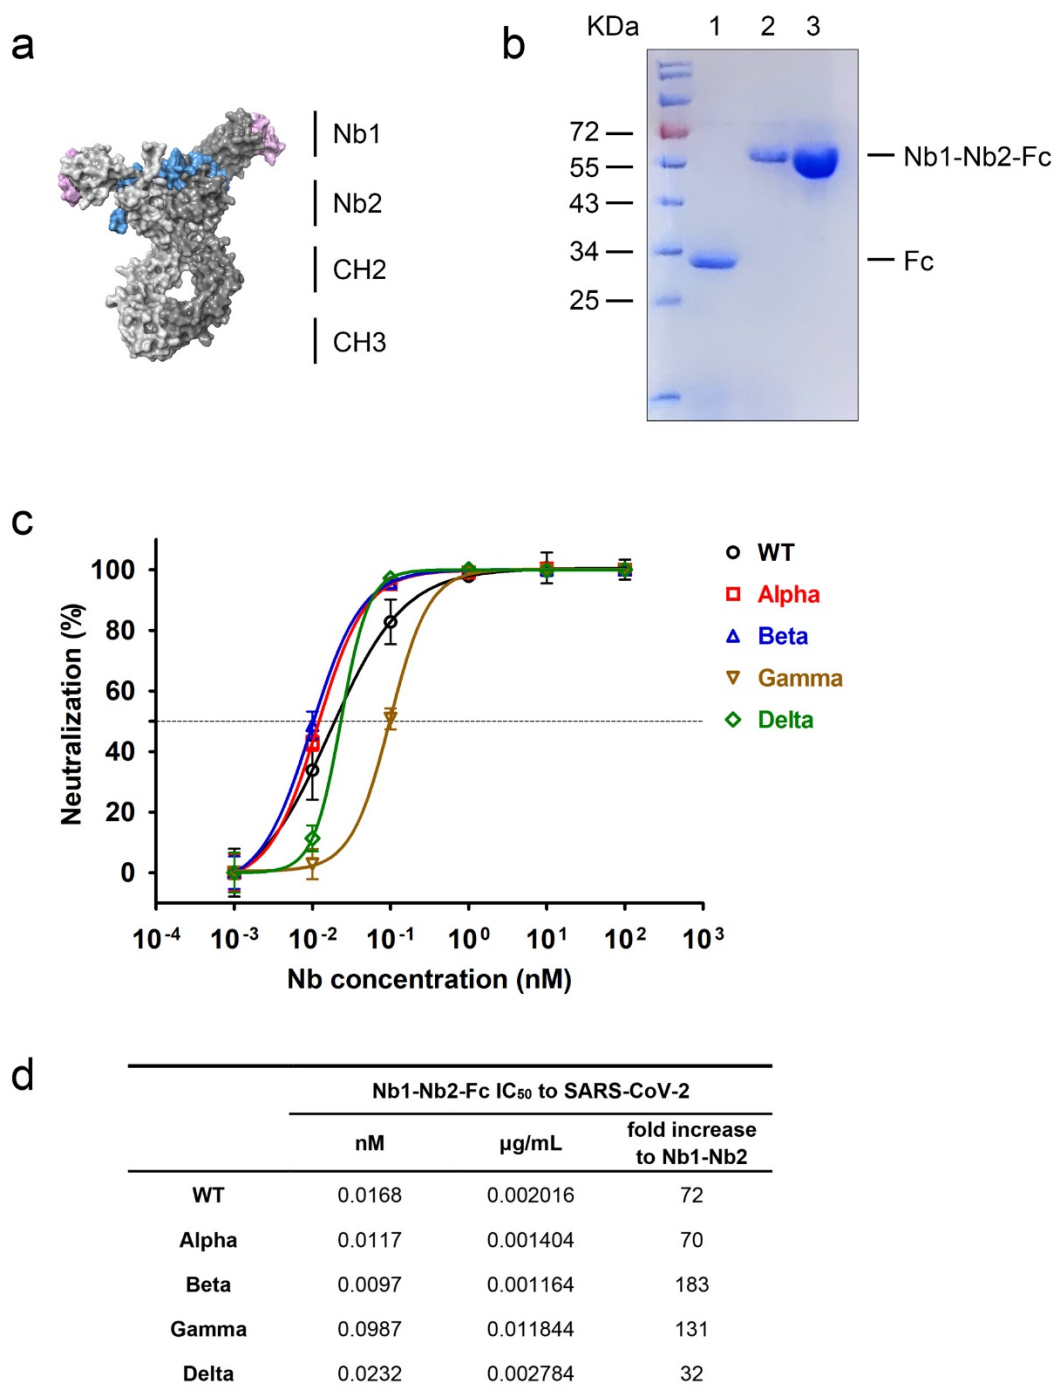 a
Nb1
Nb2
CH2
CH3
b
KDa 1 2 3
72
55
43
34
25
Nb1-Nb2-Fc
Fc
c
Neutralization (%)
100
80
60
40
20
0
10-4 10-3 10-2 10-1 100 101 102 103
Nb concentration (nM)
WT
Alpha
Beta
Gamma
Delta
d
Nb1-Nb2-Fc IC50 to SARS-CoV-2
nM µg/mL fold increase
to Nb1-Nb2
WT 0.0168 0.002016 72
Alpha 0.0117 0.001404 70
Beta 0.0097 0.001164 183
Gamma 0.0987 0.011844 131
Delta 0.0232 0.002784 32